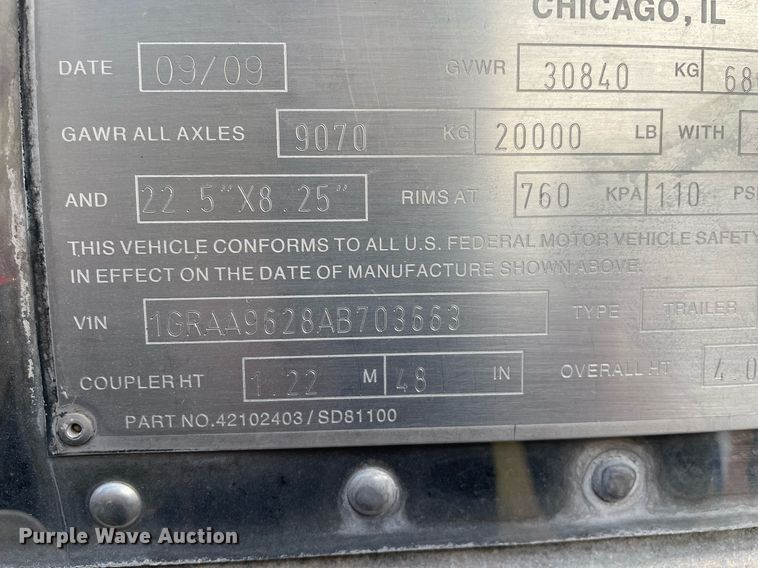 CHICAGO, IL
DATE 09/09 GVWR 30840 KG 68
GAWR ALL AXLES 9070 KG 20000 LB WITH
AND 22.5"X8.25" RIMS AT 760 KPA 110 PSI
THIS VEHICLE CONFORMS TO ALL U.S. FEDERAL MOTOR VEHICLE SAFETY
IN EFFECT ON THE DATE OF MANUFACTURE SHOWN ABOVE.
VIN 1GRAA9628AB703663 TYPE TRAILER
COUPLER HT 1.22 M 48 IN OVERALL HT 4.0
PART NO.42102403/SD81100
Purple Wave Auction